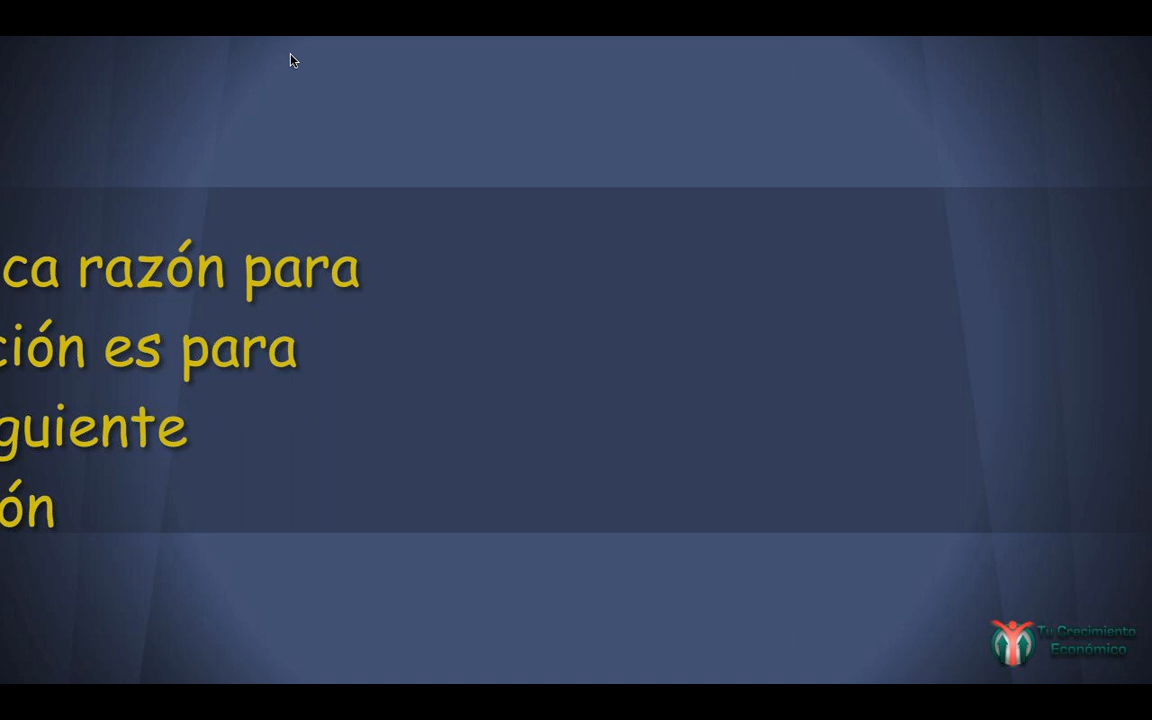 ca razón para
ción es para
guiente
ón
Tu Crecimiento
Económico